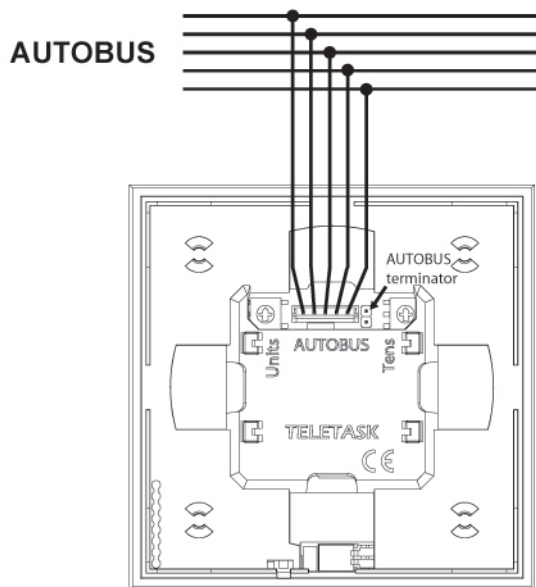 AUTOBUS
AUTOBUS
terminator
Units
AUTOBUS
Tens
TELETASK
CE